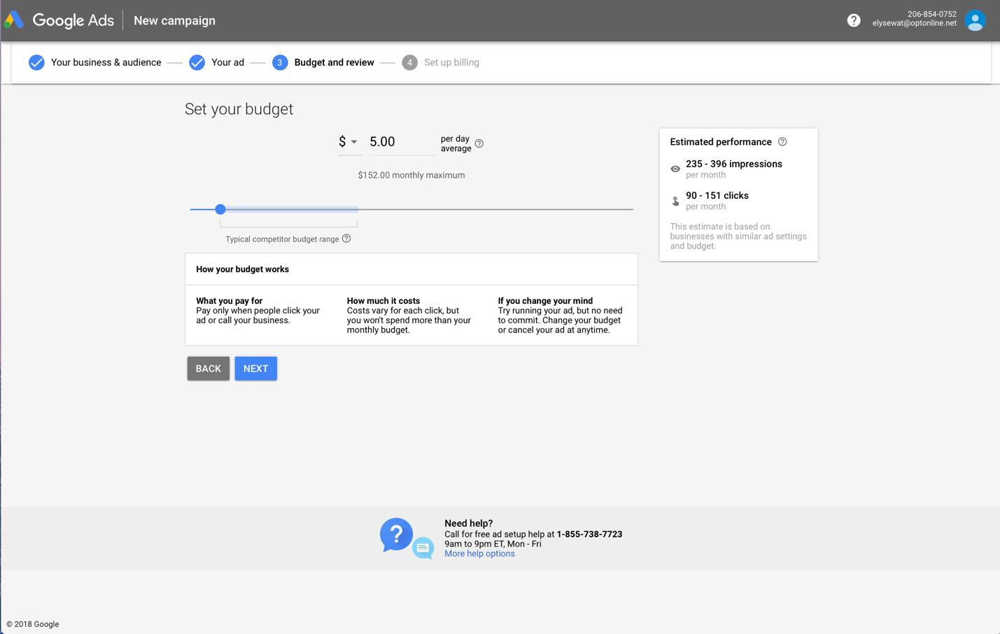 Google Ads New campaign
206-854-0752
elysewat@optonline.net
Your business & audience
Your ad
3 Budget and review
4 Set up billing
Set your budget
$ 5.00 per day
average
$152.00 monthly maximum
Typical competitor budget range
Estimated performance
235 - 396 impressions
per month
90 - 151 clicks
per month
This estimate is based on
businesses with similar ad settings
and budget.
How your budget works
What you pay for
Pay only when people click your
ad or call your business.
How much it costs
Costs vary for each click, but
you won't spend more than your
monthly budget.
If you change your mind
Try running your ad, but no need
to commit. Change your budget
or cancel your ad at anytime.
BACK
NEXT
Need help?
Call for free ad setup help at 1-855-738-7723
9am to 9pm ET, Mon - Fri
More help options
© 2018 Google